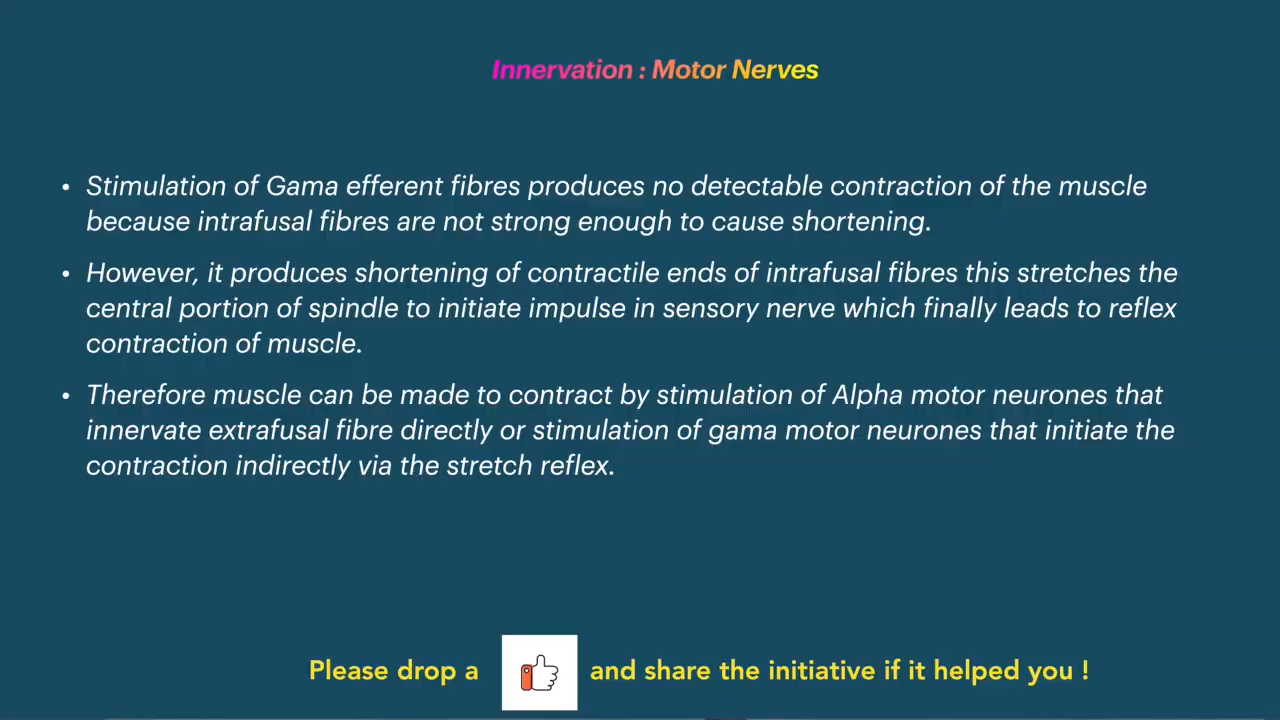 Innervation : Motor Nerves
• Stimulation of Gama efferent fibres produces no detectable contraction of the muscle
because intrafusal fibres are not strong enough to cause shortening.
• However, it produces shortening of contractile ends of intrafusal fibres this stretches the
central portion of spindle to initiate impulse in sensory nerve which finally leads to reflex
contraction of muscle.
• Therefore muscle can be made to contract by stimulation of Alpha motor neurones that
innervate extrafusal fibre directly or stimulation of gama motor neurones that initiate the
contraction indirectly via the stretch reflex.
Please drop a and share the initiative if it helped you !